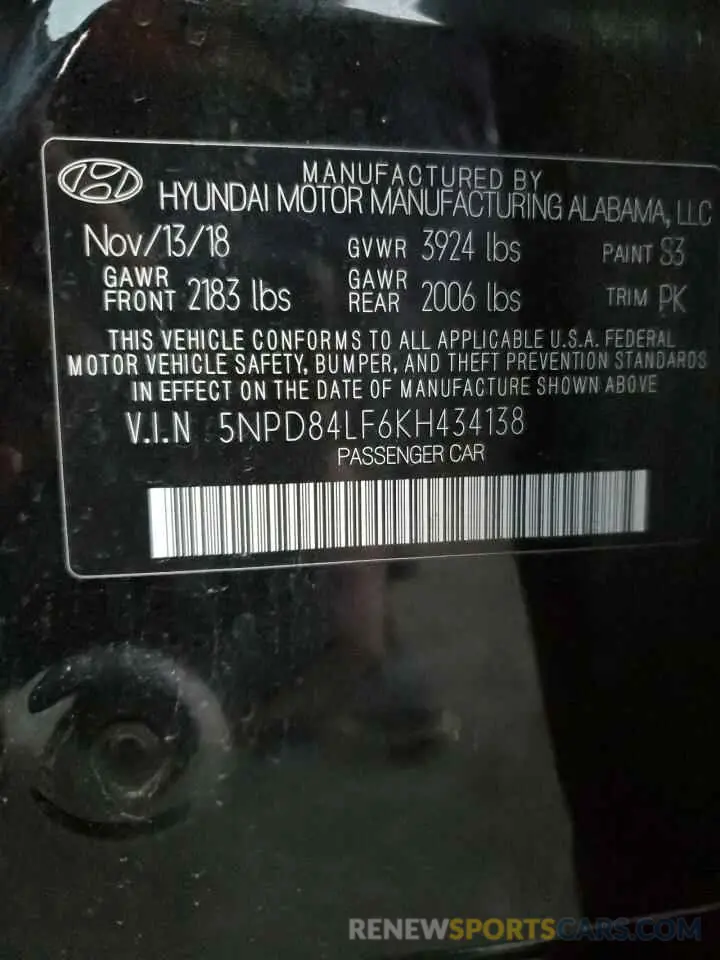 MANUFACTURED BY
HYUNDAI MOTOR MANUFACTURING ALABAMA, LLC
Nov/13/18 GVWR 3924 lbs PAINT S3
GAWR FRONT 2183 lbs GAWR REAR 2006 lbs TRIM PK
THIS VEHICLE CONFORMS TO ALL APPLICABLE U.S.A. FEDERAL
MOTOR VEHICLE SAFETY, BUMPER, AND THEFT PREVENTION STANDARDS
IN EFFECT ON THE DATE OF MANUFACTURE SHOWN ABOVE
V.I.N 5NPD84LF6KH434138
PASSENGER CAR
RENEWSPORTSCARS.COM